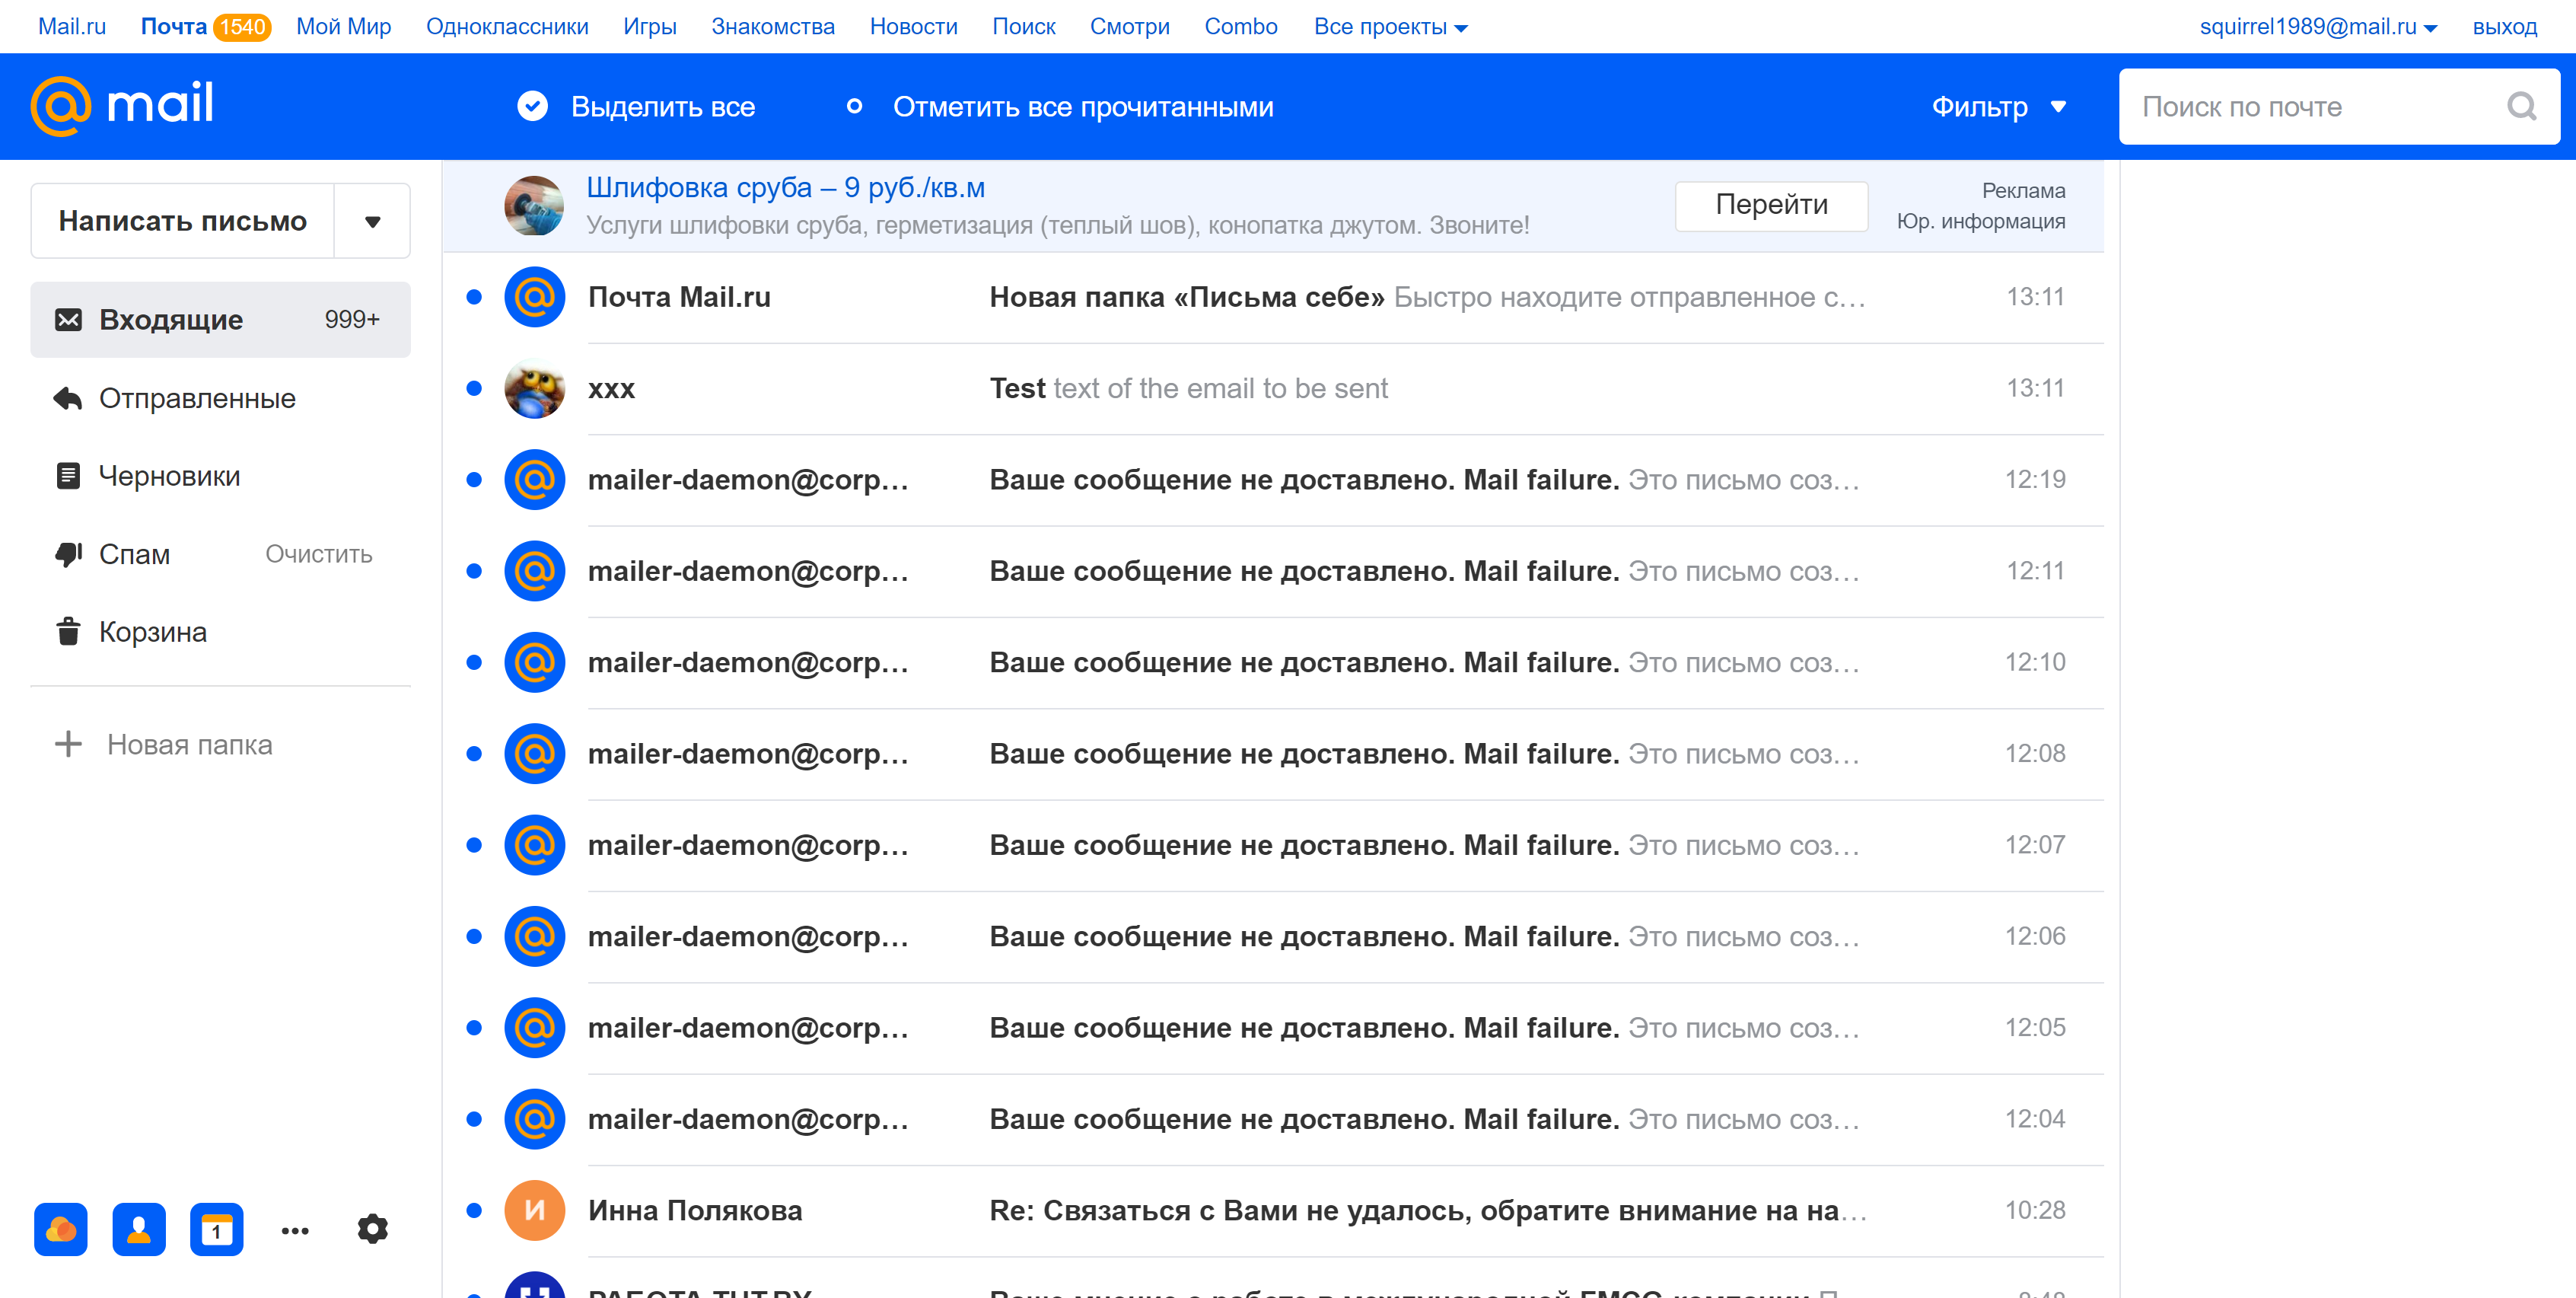 Mail.ru Почта 1540 Мой Мир Одноклассники Игры Знакомства Новости Поиск Смотри Combo Все проекты squirrel1989@mail.ru выход
mail Выделить все Отметить все прочитанными Фильтр Поиск по почте
Написать письмо
Входящие 999+
Отправленные
Черновики
Спам Очистить
Корзина
Новая папка
1
Шлифовка сруба – 9 руб./кв.м
Услуги шлифовки сруба, герметизация (теплый шов), конопатка джутом. Звоните!
Перейти
Реклама
Юр. информация
Почта Mail.ru Новая папка «Письма себе» Быстро находите отправленное с... 13:11
xxx Test text of the email to be sent 13:11
mailer-daemon@corp... Ваше сообщение не доставлено. Mail failure. Это письмо соз... 12:19
mailer-daemon@corp... Ваше сообщение не доставлено. Mail failure. Это письмо соз... 12:11
mailer-daemon@corp... Ваше сообщение не доставлено. Mail failure. Это письмо соз... 12:10
mailer-daemon@corp... Ваше сообщение не доставлено. Mail failure. Это письмо соз... 12:08
mailer-daemon@corp... Ваше сообщение не доставлено. Mail failure. Это письмо соз... 12:07
mailer-daemon@corp... Ваше сообщение не доставлено. Mail failure. Это письмо соз... 12:06
mailer-daemon@corp... Ваше сообщение не доставлено. Mail failure. Это письмо соз... 12:05
mailer-daemon@corp... Ваше сообщение не доставлено. Mail failure. Это письмо соз... 12:04
И Инна Полякова Re: Связаться с Вами не удалось, обратите внимание на на... 10:28
РАБОТА.TUT.BY Ваше мнение о работе в международной FMCG-компании